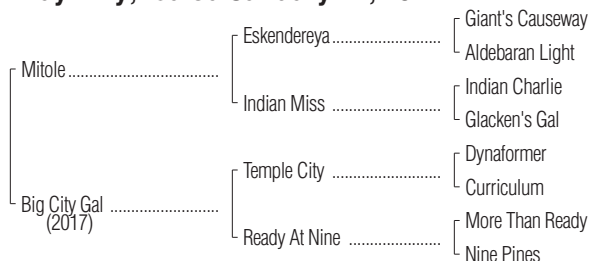 Giant's Causeway
Eskendereya
Aldebaran Light
Mitole
Indian Charlie
Indian Miss
Glacken's Gal
Dynaformer
Temple City
Curriculum
Big City Gal
(2017)
More Than Ready
Ready At Nine
Nine Pines